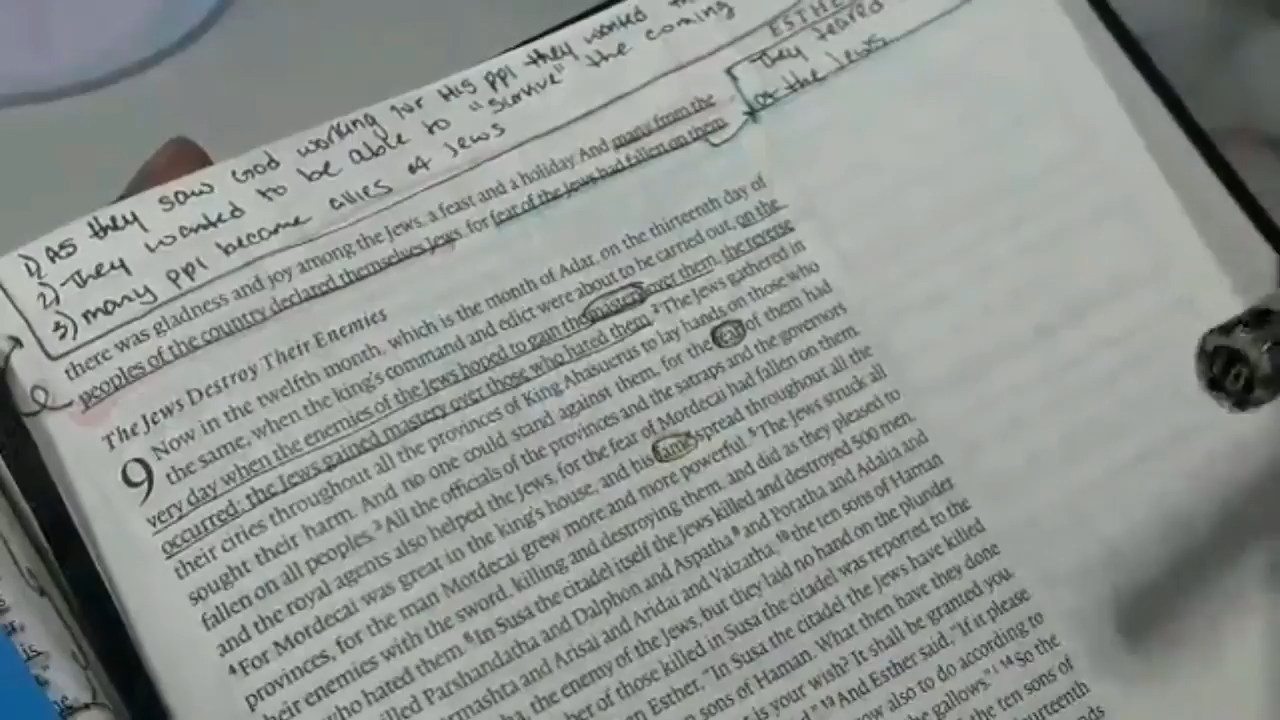 1) As they saw God working for His ppl they wanted
2) They wanted to be able to "survive" the coming
3) many ppl become allies of Jews
ESTHE
They feared
the Jews
there was gladness and joy among the Jews, a feast and a holiday. And many from the
peoples of the country declared themselves Jews, for fear of the Jews had fallen on them.
The Jews Destroy Their Enemies
9 Now in the twelfth month, which is the month of Adar, on the thirteenth day of
the same, when the king's command and edict were about to be carried out, on the
very day when the enemies of the Jews hoped to gain the mastery over them, the reverse
occurred: the Jews gained mastery over those who hated them. 2 The Jews gathered in
their cities throughout all the provinces of King Ahasuerus to lay hands on those who
sought their harm. And no one could stand against them, for the fear of them had
fallen on all peoples. 3 All the officials of the provinces and the satraps and the governors
and the royal agents also helped the Jews, for the fear of Mordecai had fallen on them.
4 For Mordecai was great in the king's house, and his fame spread throughout all the
provinces, for the man Mordecai grew more and more powerful. 5 The Jews struck all
their enemies with the sword, killing and destroying them, and did as they pleased to
who hated them. 6 In Susa the citadel itself the Jews killed and destroyed 500 men,
illed Parshandatha and Dalphon and Aspatha 8 and Poratha and Adalia and
rmashta and Arisai and Aridai and Vaizatha, 10 the ten sons of Haman
ha, the enemy of the Jews, but they laid no hand on the plunder.
ber of those killed in Susa the citadel was reported to the
n Esther, "In Susa the citadel the Jews have killed
sons of Haman. What then have they done
is your wish? It shall be granted you.
d." 13 And Esther said, "If it please
ow also to do according to
he gallows." 14 So the
the ten sons of
urteenth
nds
is